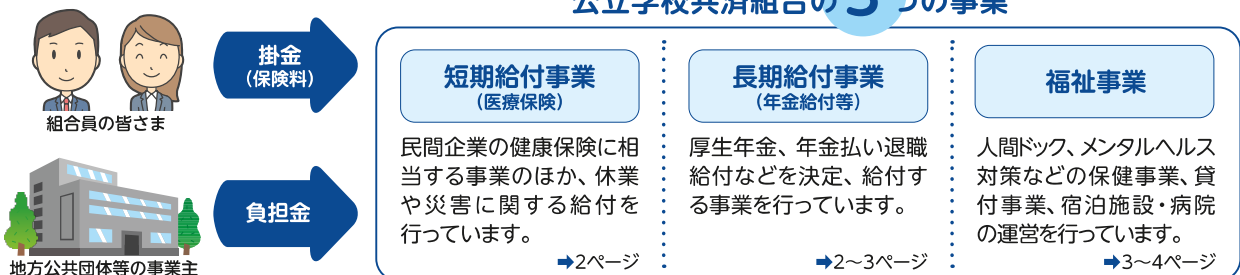 公立学校共済組合の3つの事業
組合員の皆さま
掛金
(保険料)
地方公共団体等の事業主
負担金
短期給付事業
(医療保険)
民間企業の健康保険に相
当する事業のほか、休業
や災害に関する給付を
行っています。
➡2ページ
長期給付事業
(年金給付等)
厚生年金、年金払い退職
給付などを決定、給付す
る事業を行っています。
➡2〜3ページ
福祉事業
人間ドック、メンタルヘルス
対策などの保健事業、貸
付事業、宿泊施設・病院
の運営を行っています。
➡3〜4ページ